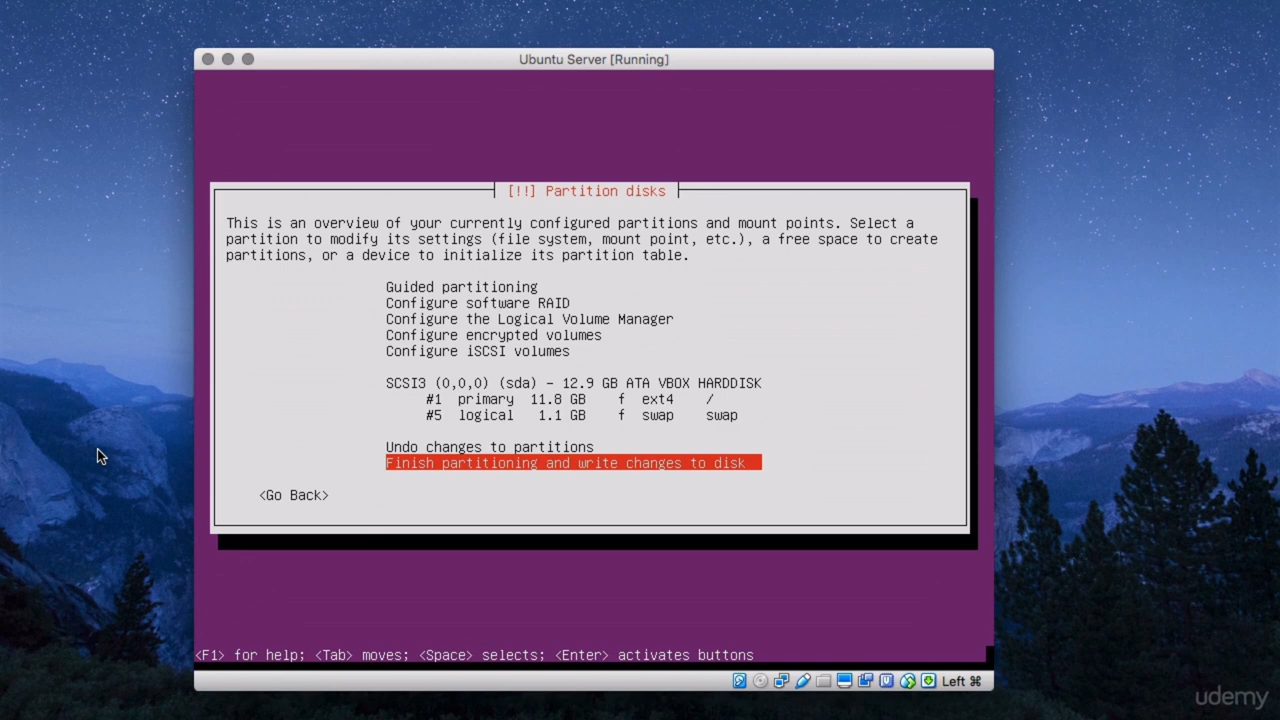 Ubuntu Server [Running]
[!!] Partition disks
This is an overview of your currently configured partitions and mount points. Select a
partition to modify its settings (file system, mount point, etc.), a free space to create
partitions, or a device to initialize its partition table.
Guided partitioning
Configure software RAID
Configure the Logical Volume Manager
Configure encrypted volumes
Configure iSCSI volumes
SCSI3 (0,0,0) (sda) - 12.9 GB ATA VBOX HARDDISK
#1 primary 11.8 GB f ext4 /
#5 logical 1.1 GB f swap swap
Undo changes to partitions
Finish partitioning and write changes to disk
<Go Back>
<F1> for help; <Tab> moves; <Space> selects; <Enter> activates buttons
Left ⌘
udemy